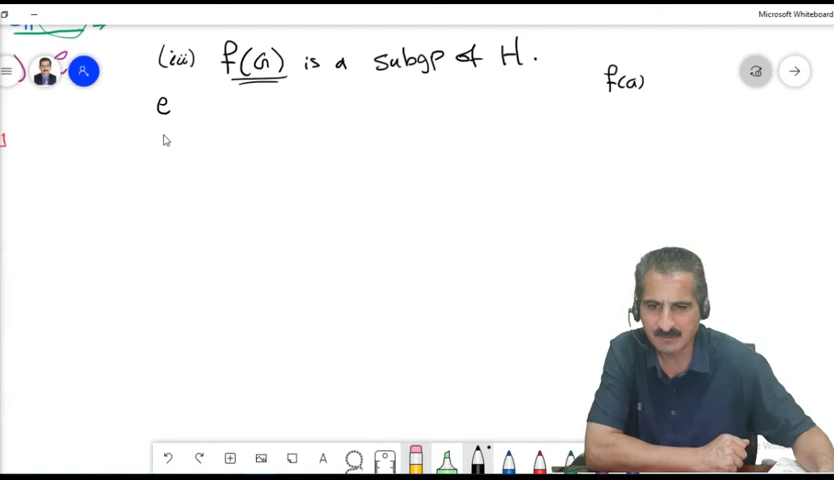 Microsoft Whiteboard
(iii) f(G) is a subgp of H.
f(a)
e